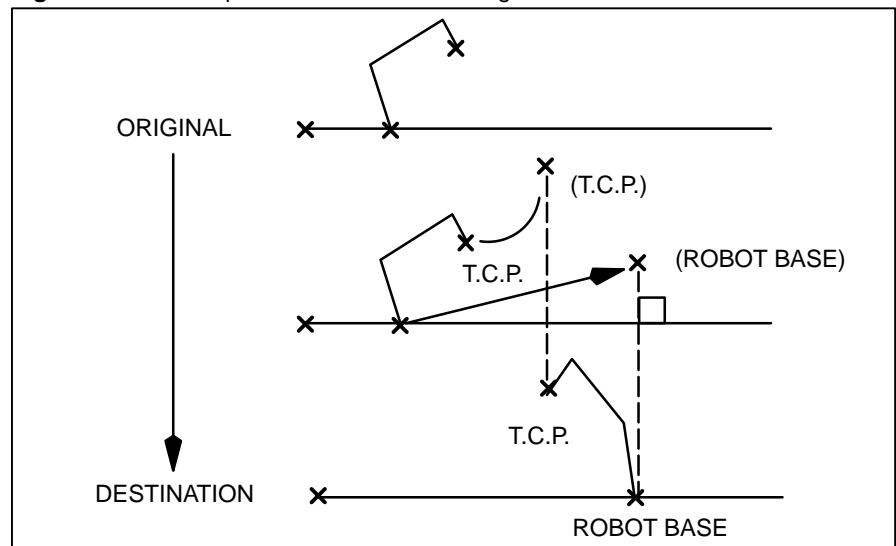 ORIGINAL
(T.C.P.)
T.C.P.
(ROBOT BASE)
T.C.P.
DESTINATION
ROBOT BASE